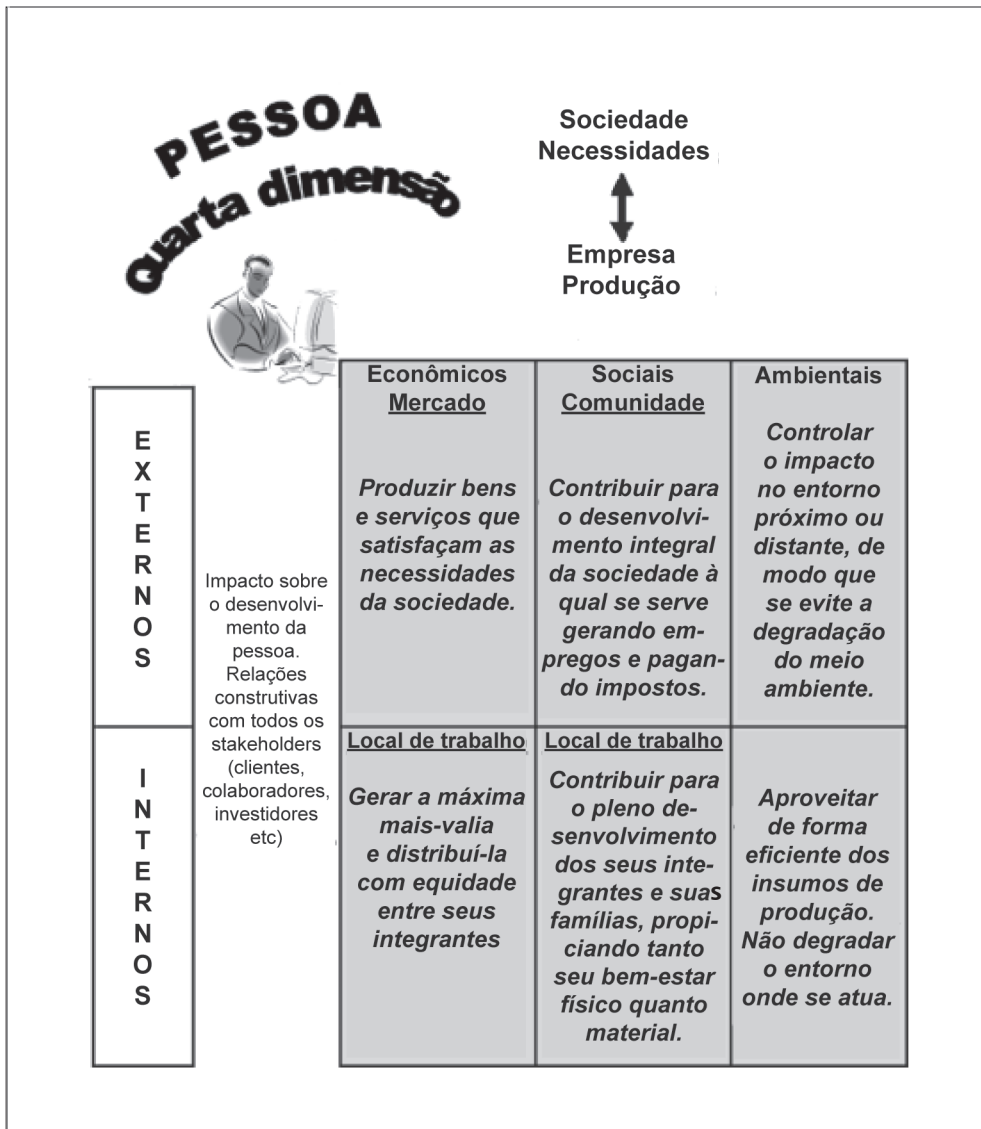 PESSOA
Quarta dimensão
Sociedade
Necessidades
Empresa
Produção
EXTERNOS
INTERNOS
Impacto sobre
o desenvolvi-
mento da
pessoa.
Relações
construtivas
com todos os
stakeholders
(clientes,
colaboradores,
investidores
etc)
Econômicos
Mercado
Produzir bens
e serviços que
satisfaçam as
necessidades
da sociedade.
Sociais
Comunidade
Contribuir para
o desenvolvi-
mento integral
da sociedade à
qual se serve
gerando em-
pregos e pagan-
do impostos.
Ambientais
Controlar
o impacto
no entorno
próximo ou
distante, de
modo que
se evite a
degradação
do meio
ambiente.
Local de trabalho
Gerar a máxima
mais-valia
e distribuí-la
com equidade
entre seus
integrantes
Local de trabalho
Contribuir para
o pleno de-
senvolvimento
dos seus inte-
grantes e suas
famílias, propi-
ciando tanto
seu bem-estar
físico quanto
material.
Aproveitar
de forma
eficiente dos
insumos de
produção.
Não degradar
o entorno
onde se atua.